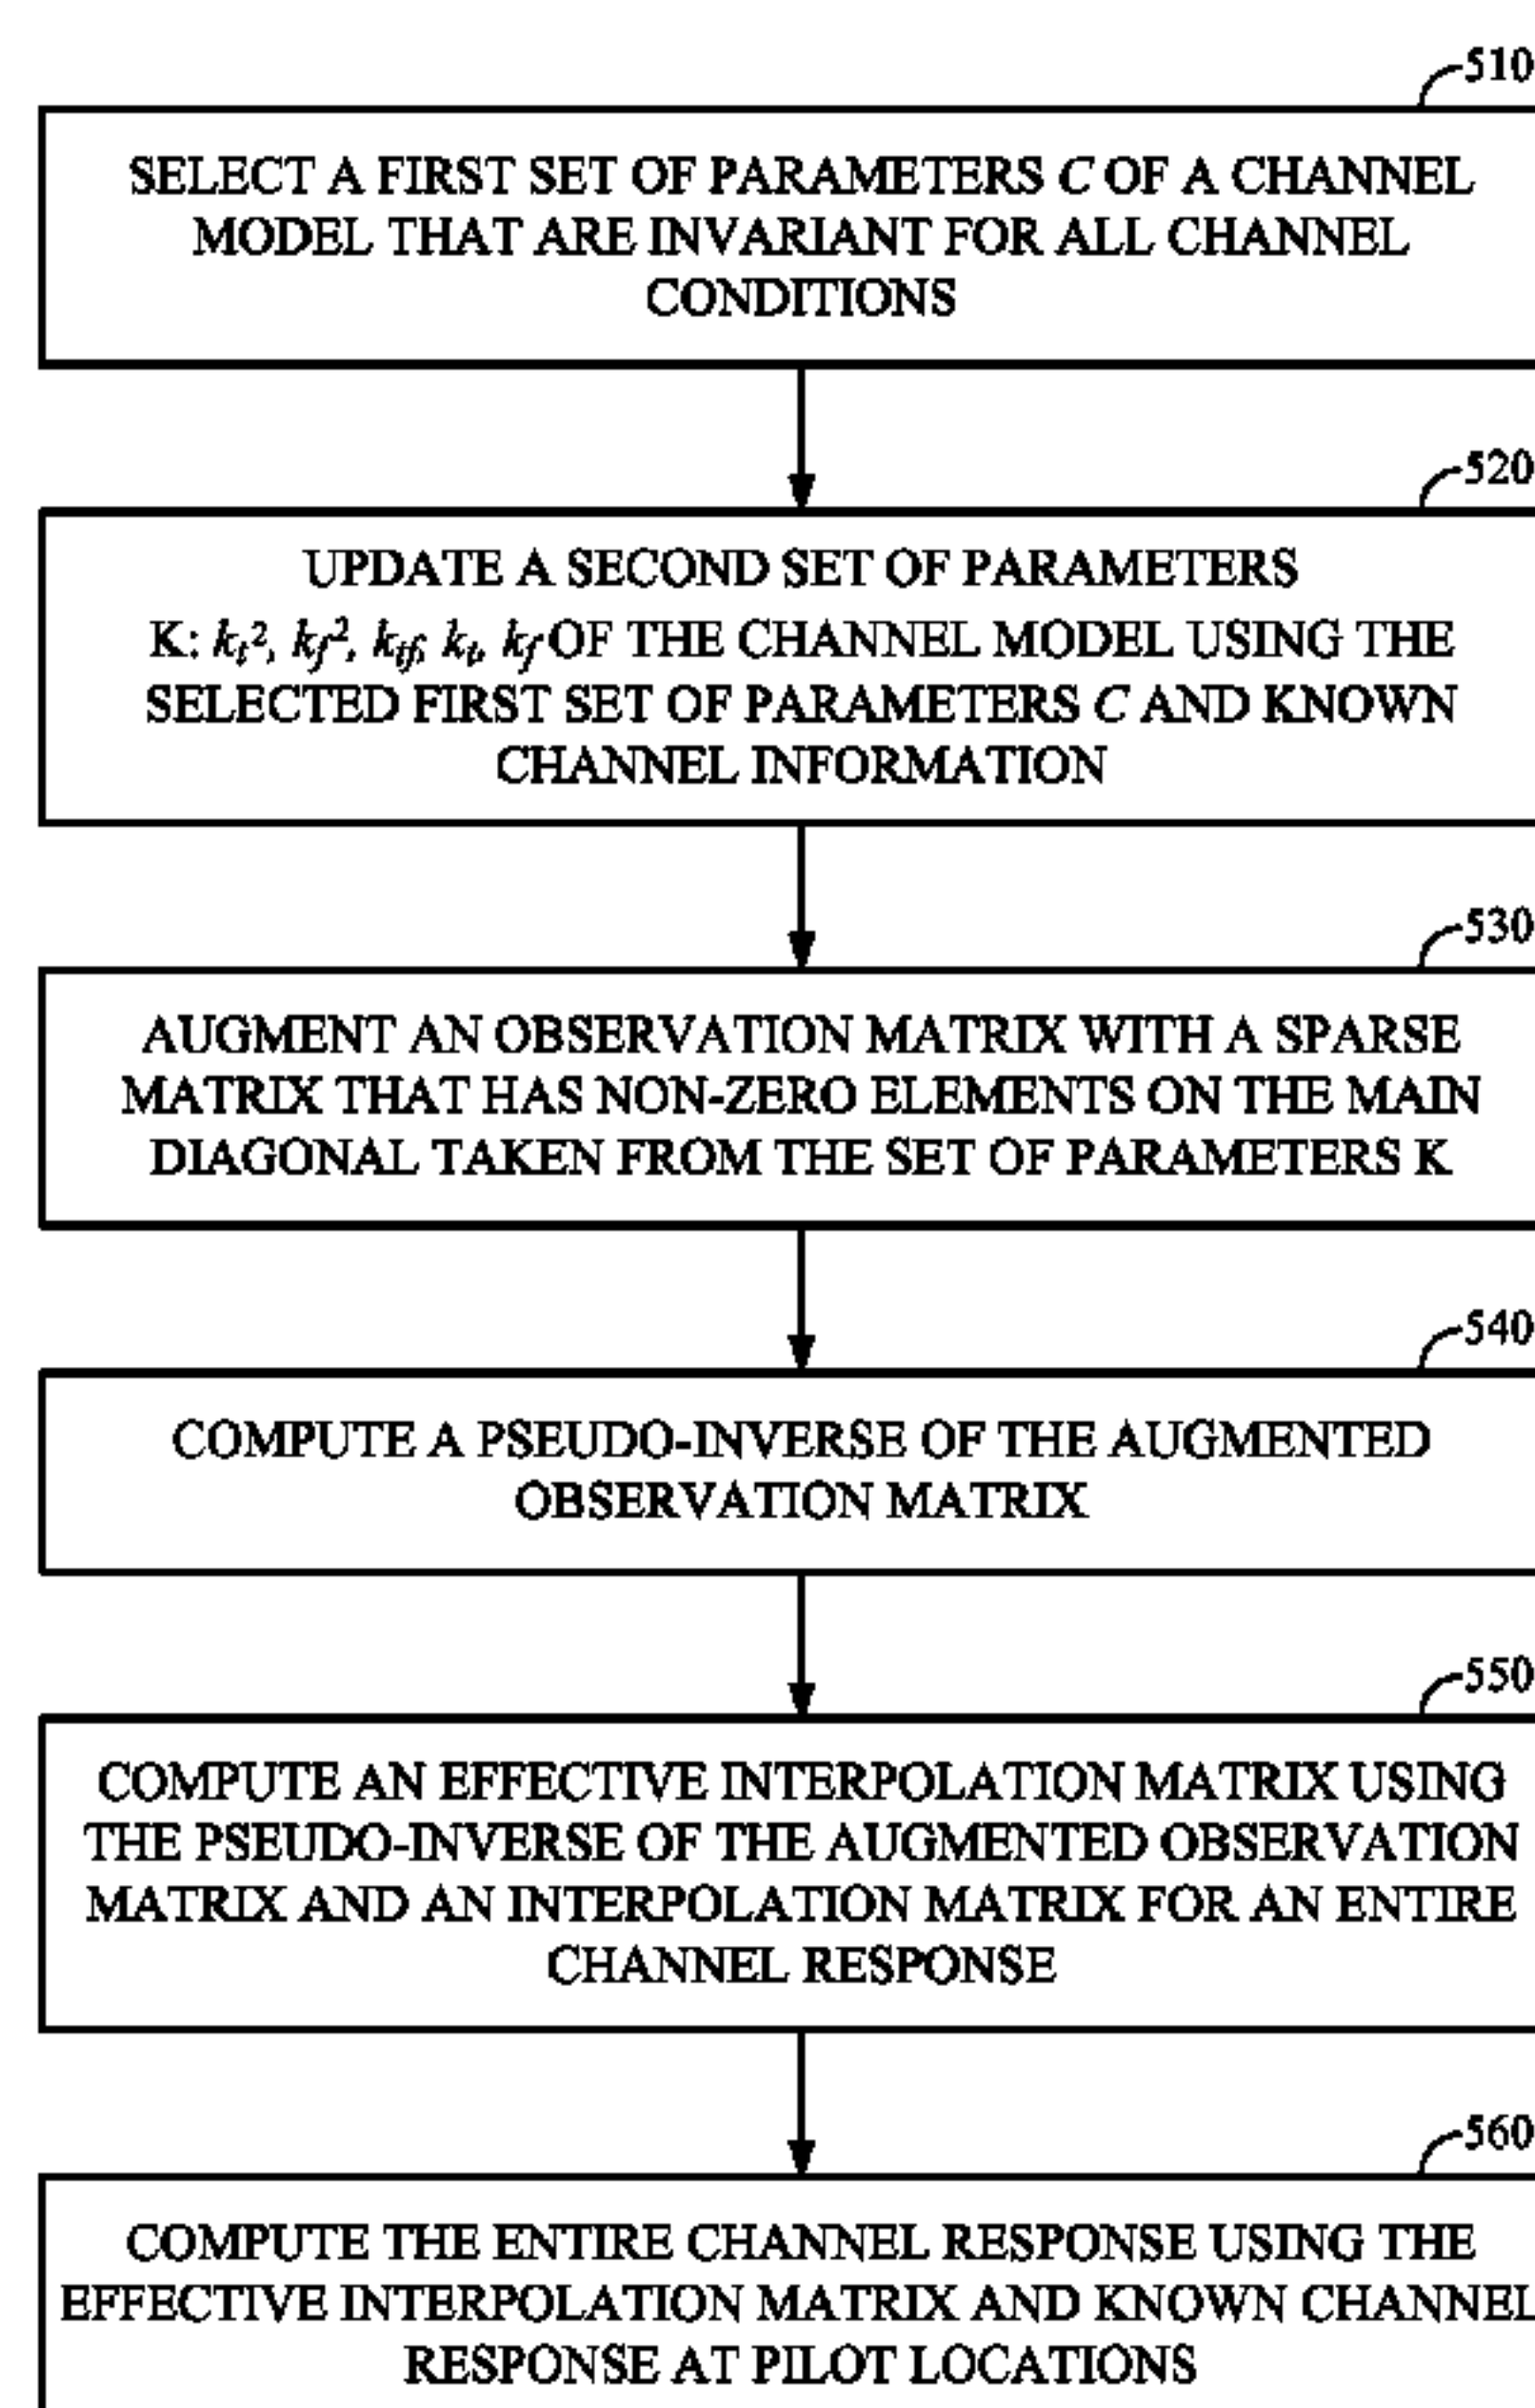 510
SELECT A FIRST SET OF PARAMETERS C OF A CHANNEL
MODEL THAT ARE INVARIANT FOR ALL CHANNEL
CONDITIONS
520
UPDATE A SECOND SET OF PARAMETERS
K: kₜ², k_f², k_tf, kₜ, k_f OF THE CHANNEL MODEL USING THE
SELECTED FIRST SET OF PARAMETERS C AND KNOWN
CHANNEL INFORMATION
530
AUGMENT AN OBSERVATION MATRIX WITH A SPARSE
MATRIX THAT HAS NON-ZERO ELEMENTS ON THE MAIN
DIAGONAL TAKEN FROM THE SET OF PARAMETERS K
540
COMPUTE A PSEUDO-INVERSE OF THE AUGMENTED
OBSERVATION MATRIX
550
COMPUTE AN EFFECTIVE INTERPOLATION MATRIX USING
THE PSEUDO-INVERSE OF THE AUGMENTED OBSERVATION
MATRIX AND AN INTERPOLATION MATRIX FOR AN ENTIRE
CHANNEL RESPONSE
560
COMPUTE THE ENTIRE CHANNEL RESPONSE USING THE
EFFECTIVE INTERPOLATION MATRIX AND KNOWN CHANNEL
RESPONSE AT PILOT LOCATIONS